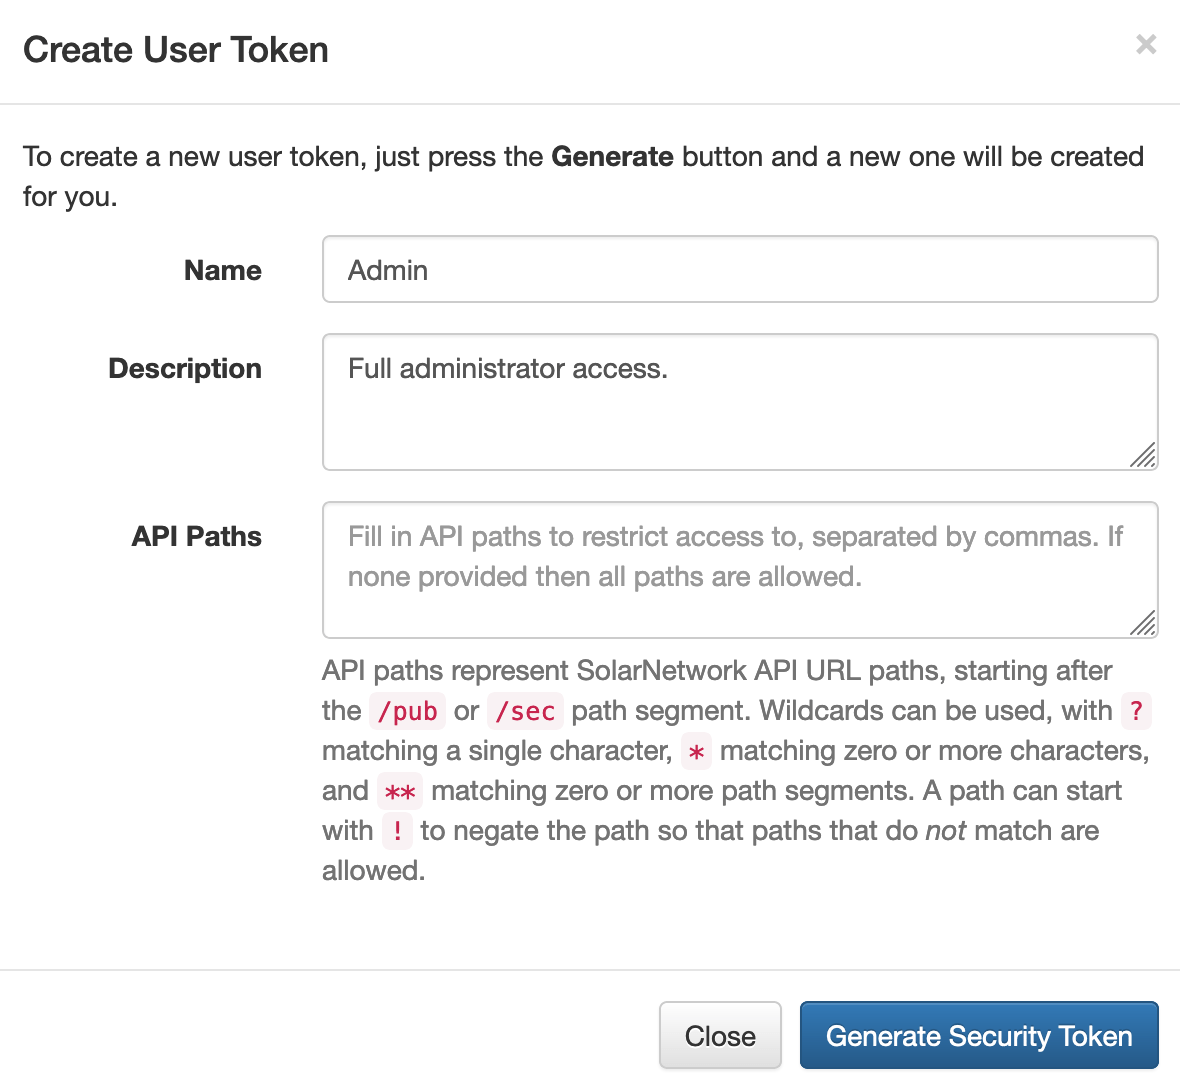 Create User Token
×
To create a new user token, just press the Generate button and a new one will be created
for you.
Name
Admin
Description
Full administrator access.
API Paths
Fill in API paths to restrict access to, separated by commas. If
none provided then all paths are allowed.
API paths represent SolarNetwork API URL paths, starting after
the /pub or /sec path segment. Wildcards can be used, with ?
matching a single character, * matching zero or more characters,
and ** matching zero or more path segments. A path can start
with ! to negate the path so that paths that do not match are
allowed.
Close
Generate Security Token